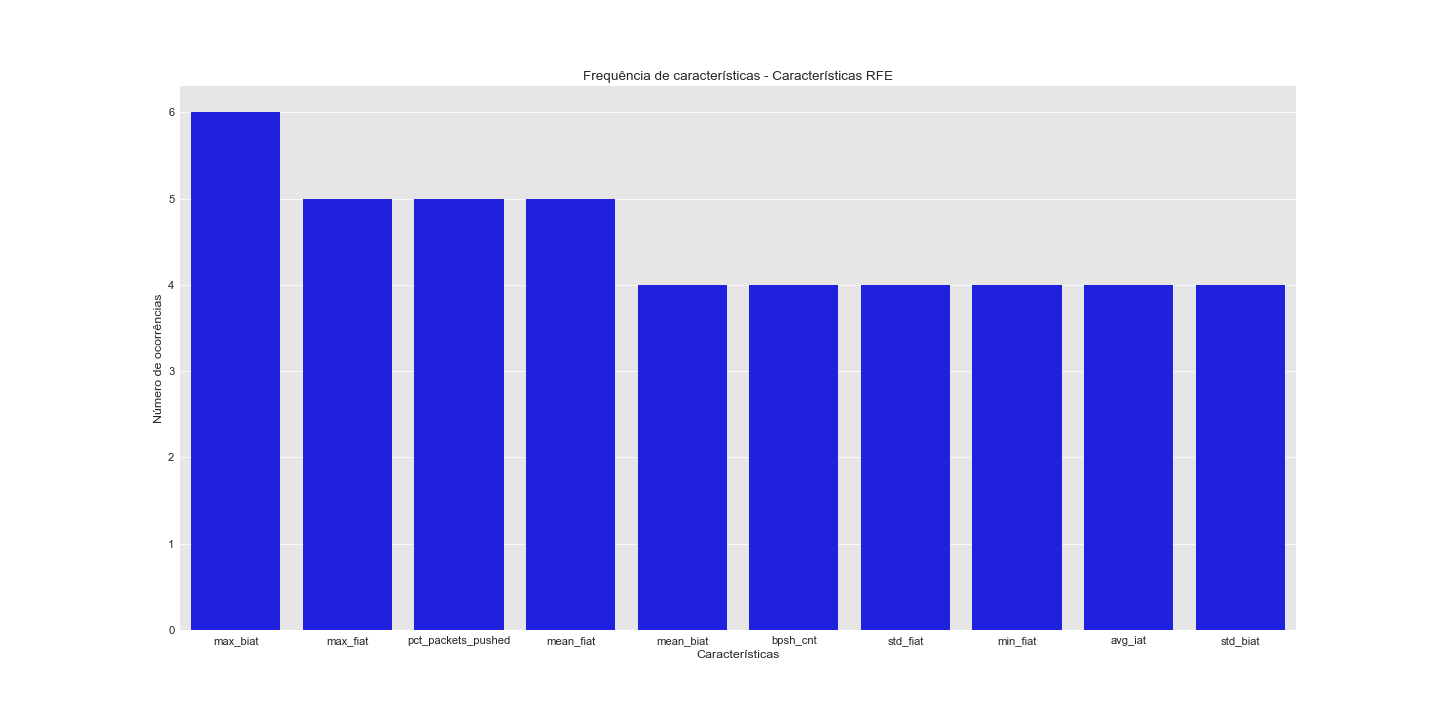 Frequência de características - Características RFE
6
5
4
3
2
1
0
Número de ocorrências
max_biat max_fiat pct_packets_pushed mean_fiat mean_biat bpsh_cnt std_fiat min_fiat avg_iat std_biat
Características